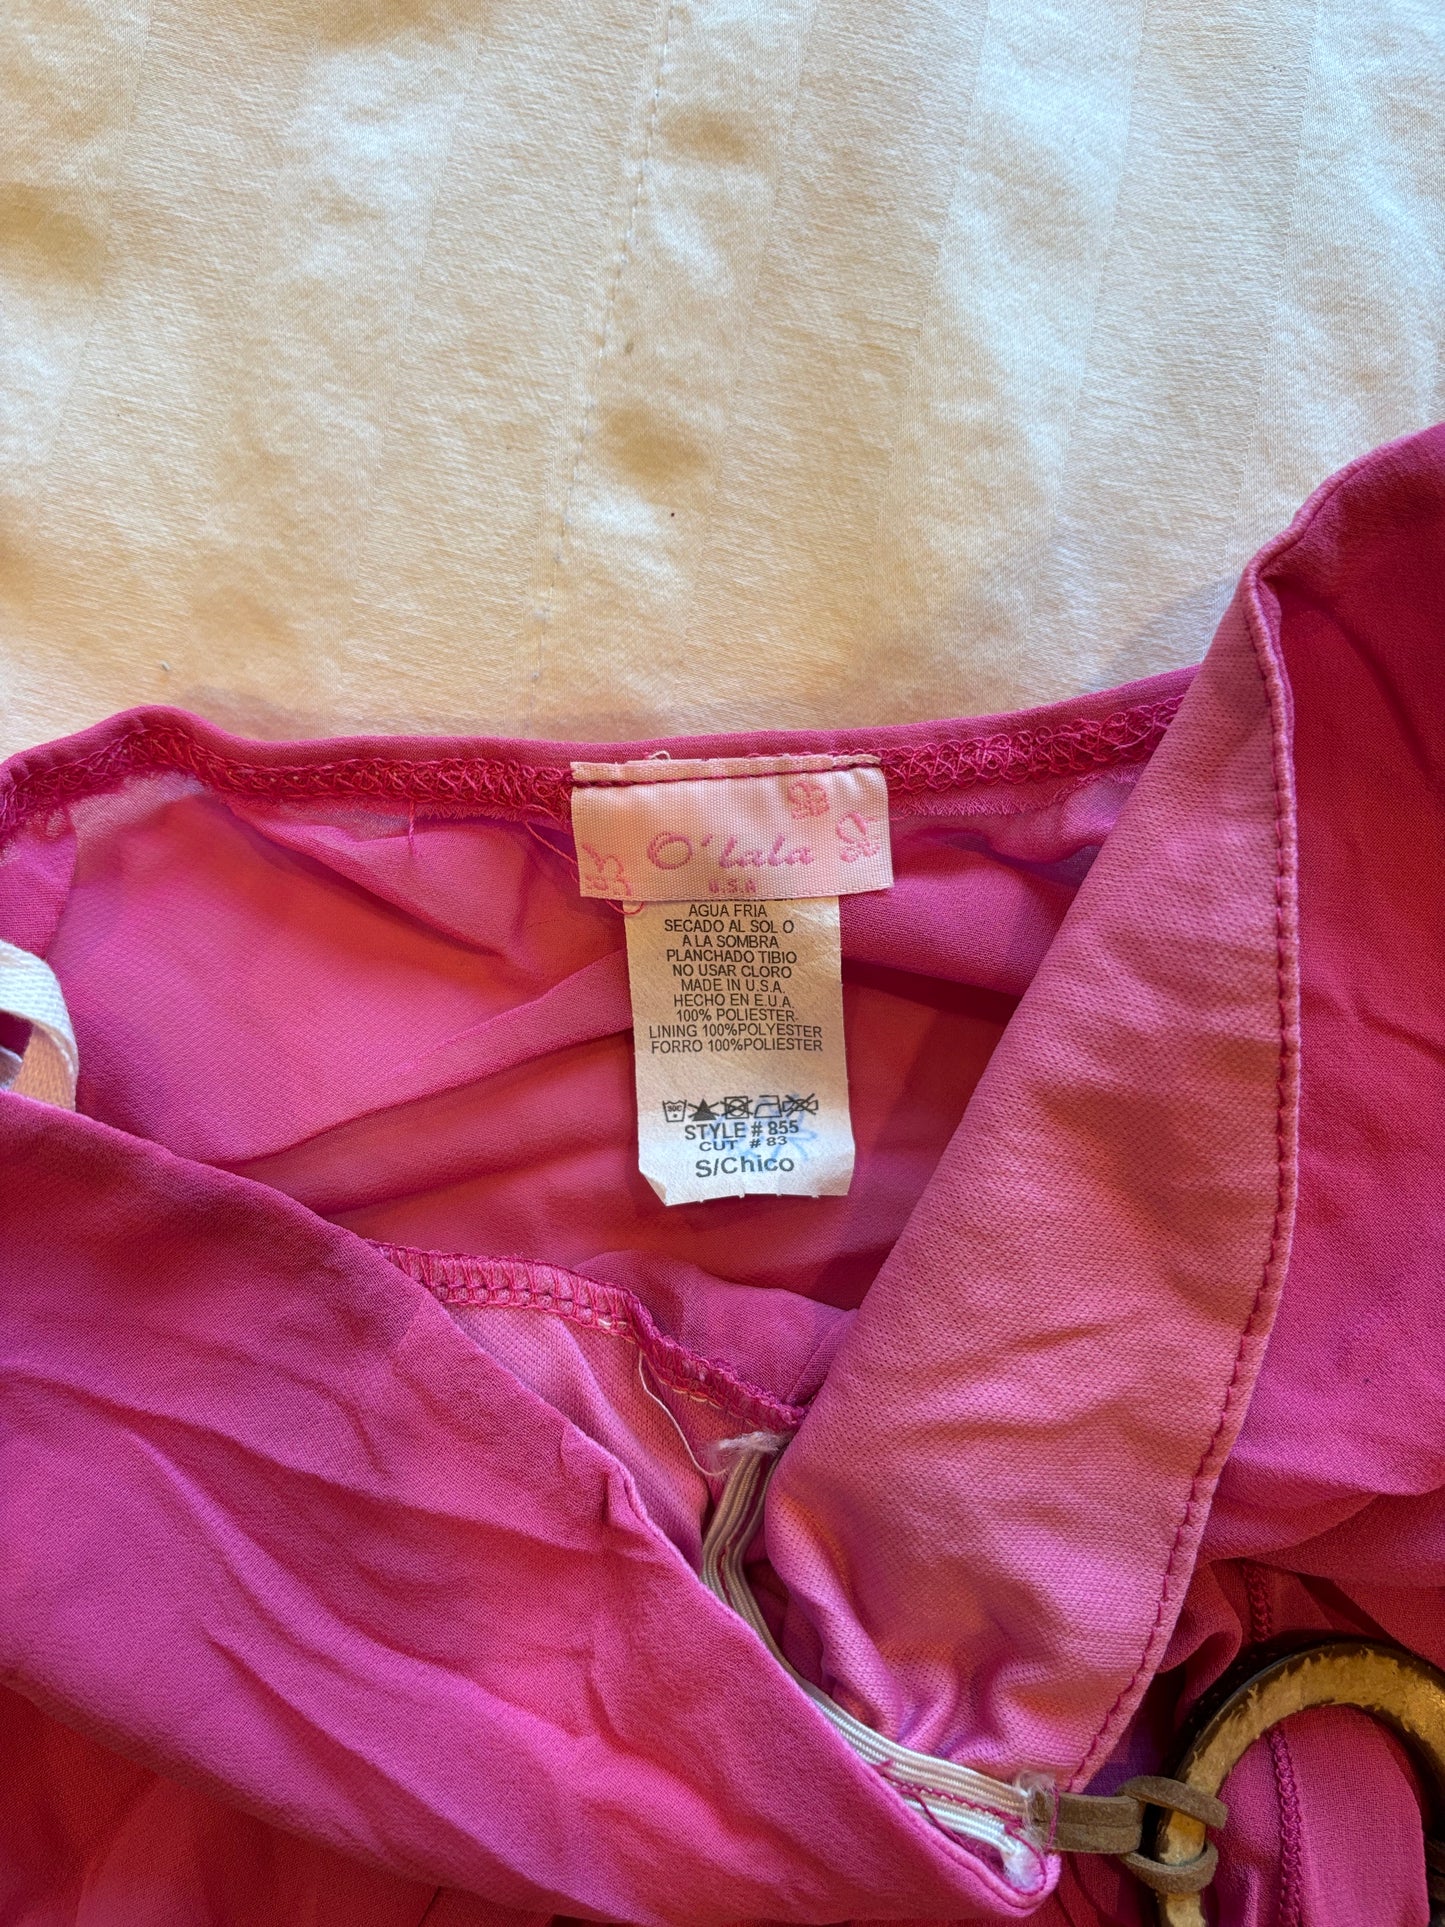 O'lala
U.S.A
AGUA FRIA
SECADO AL SOL O
A LA SOMBRA
PLANCHADO TIBIO
NO USAR CLORO
MADE IN U.S.A.
HECHO EN E.U.A.
100% POLIESTER.
LINING 100%POLYESTER
FORRO 100%POLIESTER
STYLE # 855
CUT # 83
S/Chico